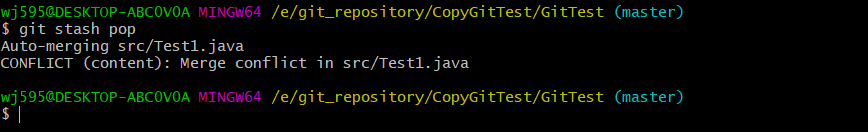 wj595@DESKTOP-ABC0V0A MINGW64 /e/git_repository/CopyGitTest/GitTest (master)
$ git stash pop
Auto-merging src/Test1.java
CONFLICT (content): Merge conflict in src/Test1.java
wj595@DESKTOP-ABC0V0A MINGW64 /e/git_repository/CopyGitTest/GitTest (master)
$